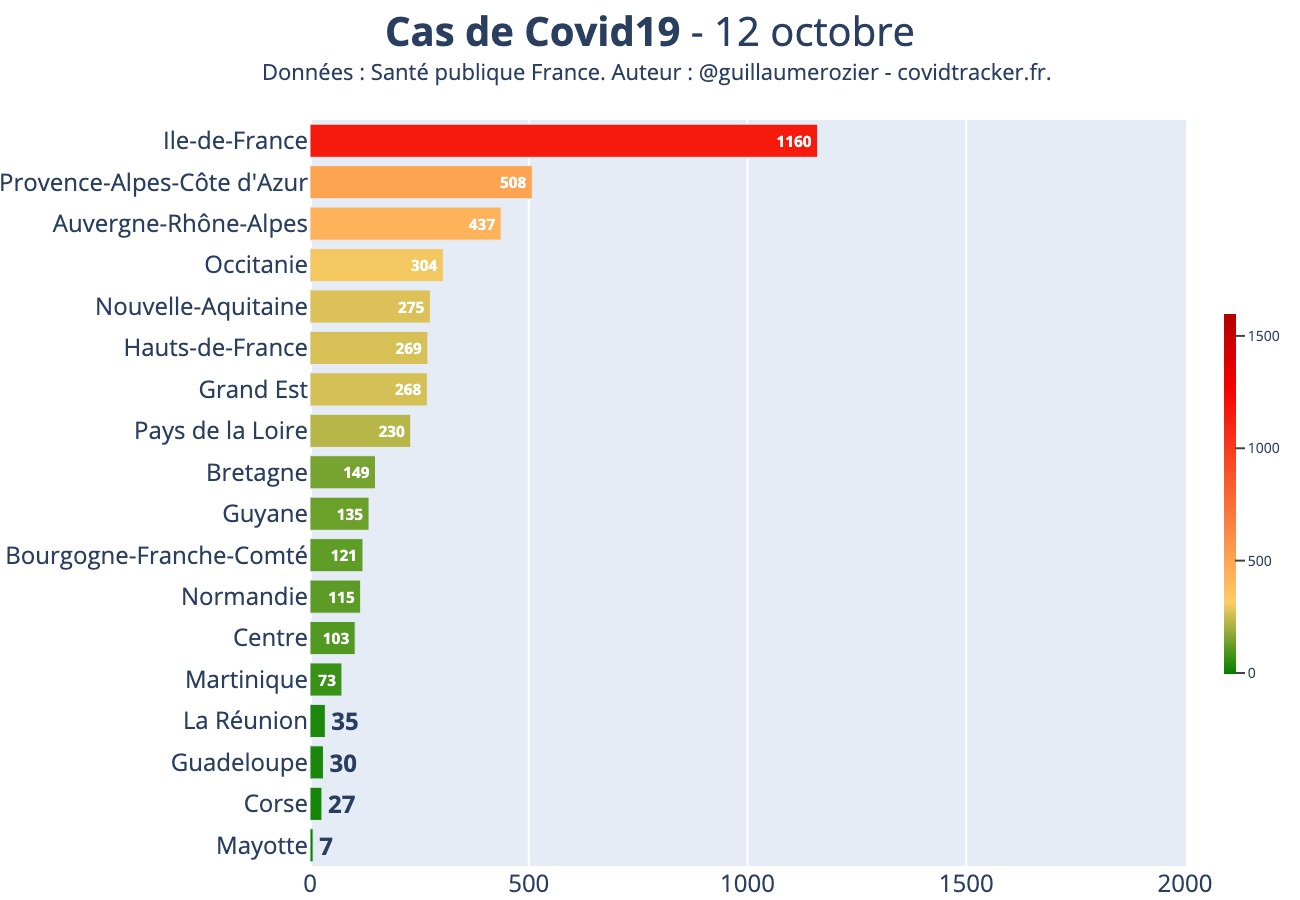 Cas de Covid19 - 12 octobre
Données : Santé publique France. Auteur : @guillaumerozier - covidtracker.fr.
Ile-de-France 1160
Provence-Alpes-Côte d'Azur 508
Auvergne-Rhône-Alpes 437
Occitanie 304
Nouvelle-Aquitaine 275
Hauts-de-France 269
Grand Est 268
Pays de la Loire 230
Bretagne 149
Guyane 135
Bourgogne-Franche-Comté 121
Normandie 115
Centre 103
Martinique 73
La Réunion 35
Guadeloupe 30
Corse 27
Mayotte 7
0 500 1000 1500 2000
1500
1000
500
0